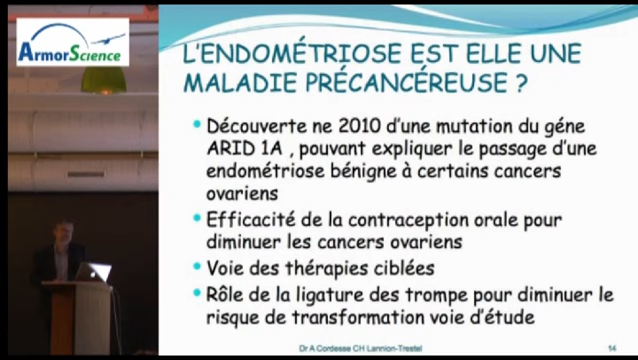 ArmorScience
L'ENDOMÉTRIOSE EST ELLE UNE
MALADIE PRÉCANCÉREUSE ?
• Découverte ne 2010 d'une mutation du géne
ARID 1A , pouvant expliquer le passage d'une
endométriose bénigne à certains cancers
ovariens
• Efficacité de la contraception orale pour
diminuer les cancers ovariens
• Voie des thérapies ciblées
• Rôle de la ligature des trompe pour diminuer le
risque de transformation voie d'étude
Dr A Cordesse CH Lannion-Trestel
14